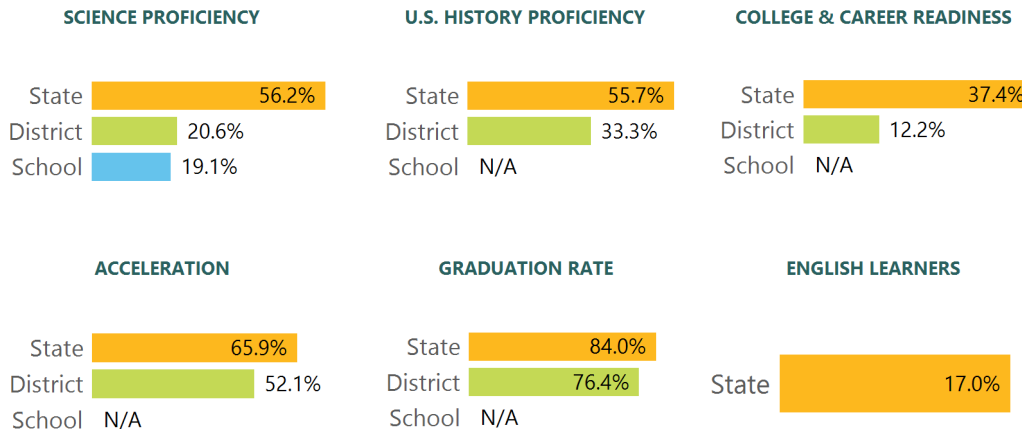 SCIENCE PROFICIENCY
State 56.2%
District 20.6%
School 19.1%
U.S. HISTORY PROFICIENCY
State 55.7%
District 33.3%
School N/A
COLLEGE & CAREER READINESS
State 37.4%
District 12.2%
School N/A
ACCELERATION
State 65.9%
District 52.1%
School N/A
GRADUATION RATE
State 84.0%
District 76.4%
School N/A
ENGLISH LEARNERS
State 17.0%